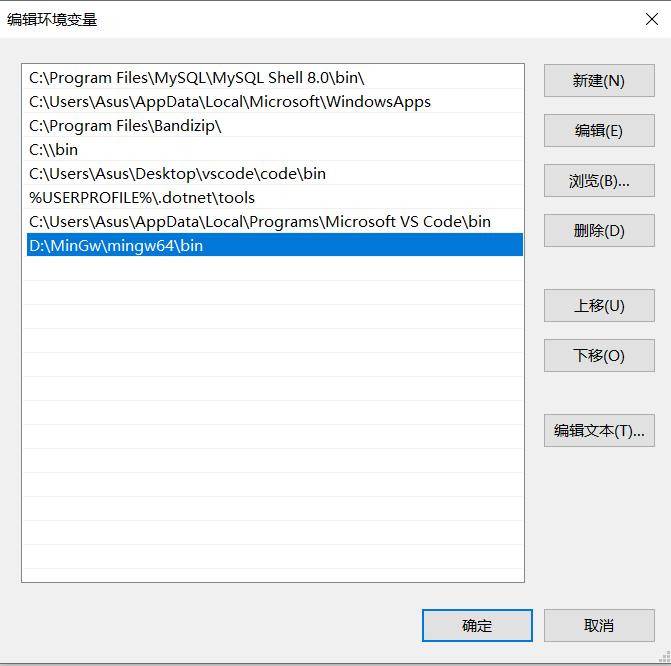 编辑环境变量
C:\Program Files\MySQL\MySQL Shell 8.0\bin\
C:\Users\Asus\AppData\Local\Microsoft\WindowsApps
C:\Program Files\Bandizip\
C:\\bin
C:\Users\Asus\Desktop\vscode\code\bin
%USERPROFILE%\.dotnet\tools
C:\Users\Asus\AppData\Local\Programs\Microsoft VS Code\bin
D:\MinGw\mingw64\bin
新建(N)
编辑(E)
浏览(B)...
删除(D)
上移(U)
下移(O)
编辑文本(T)...
确定
取消